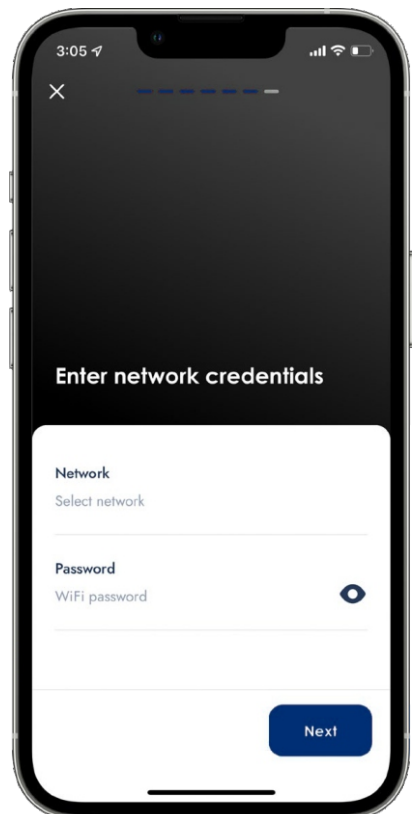 3:05
Enter network credentials
Network
Select network
Password
WiFi password
Next